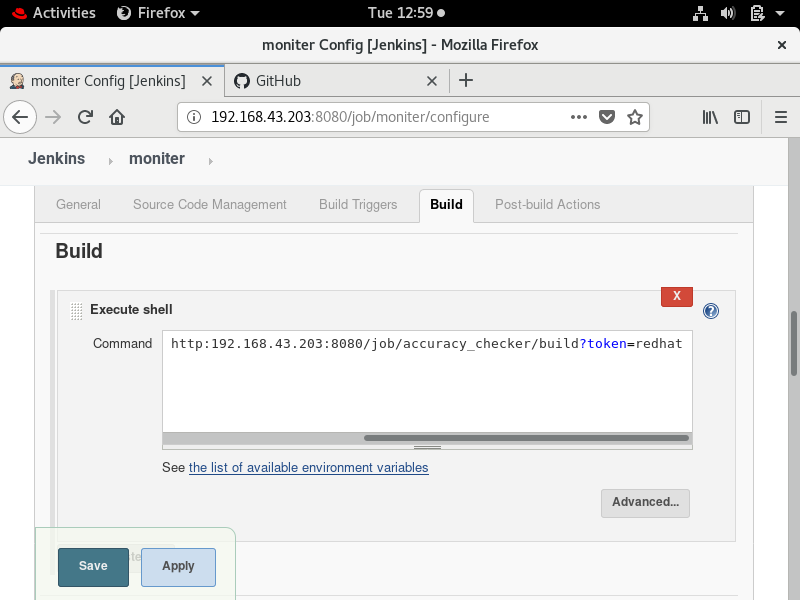 Activities Firefox Tue 12:59
moniter Config [Jenkins] - Mozilla Firefox
moniter Config [Jenkins] GitHub
192.168.43.203:8080/job/moniter/configure
Jenkins moniter
General Source Code Management Build Triggers Build Post-build Actions
Build
X
Execute shell
?
Command http:192.168.43.203:8080/job/accuracy_checker/build?token=redhat
See the list of available environment variables
Advanced...
Save Apply